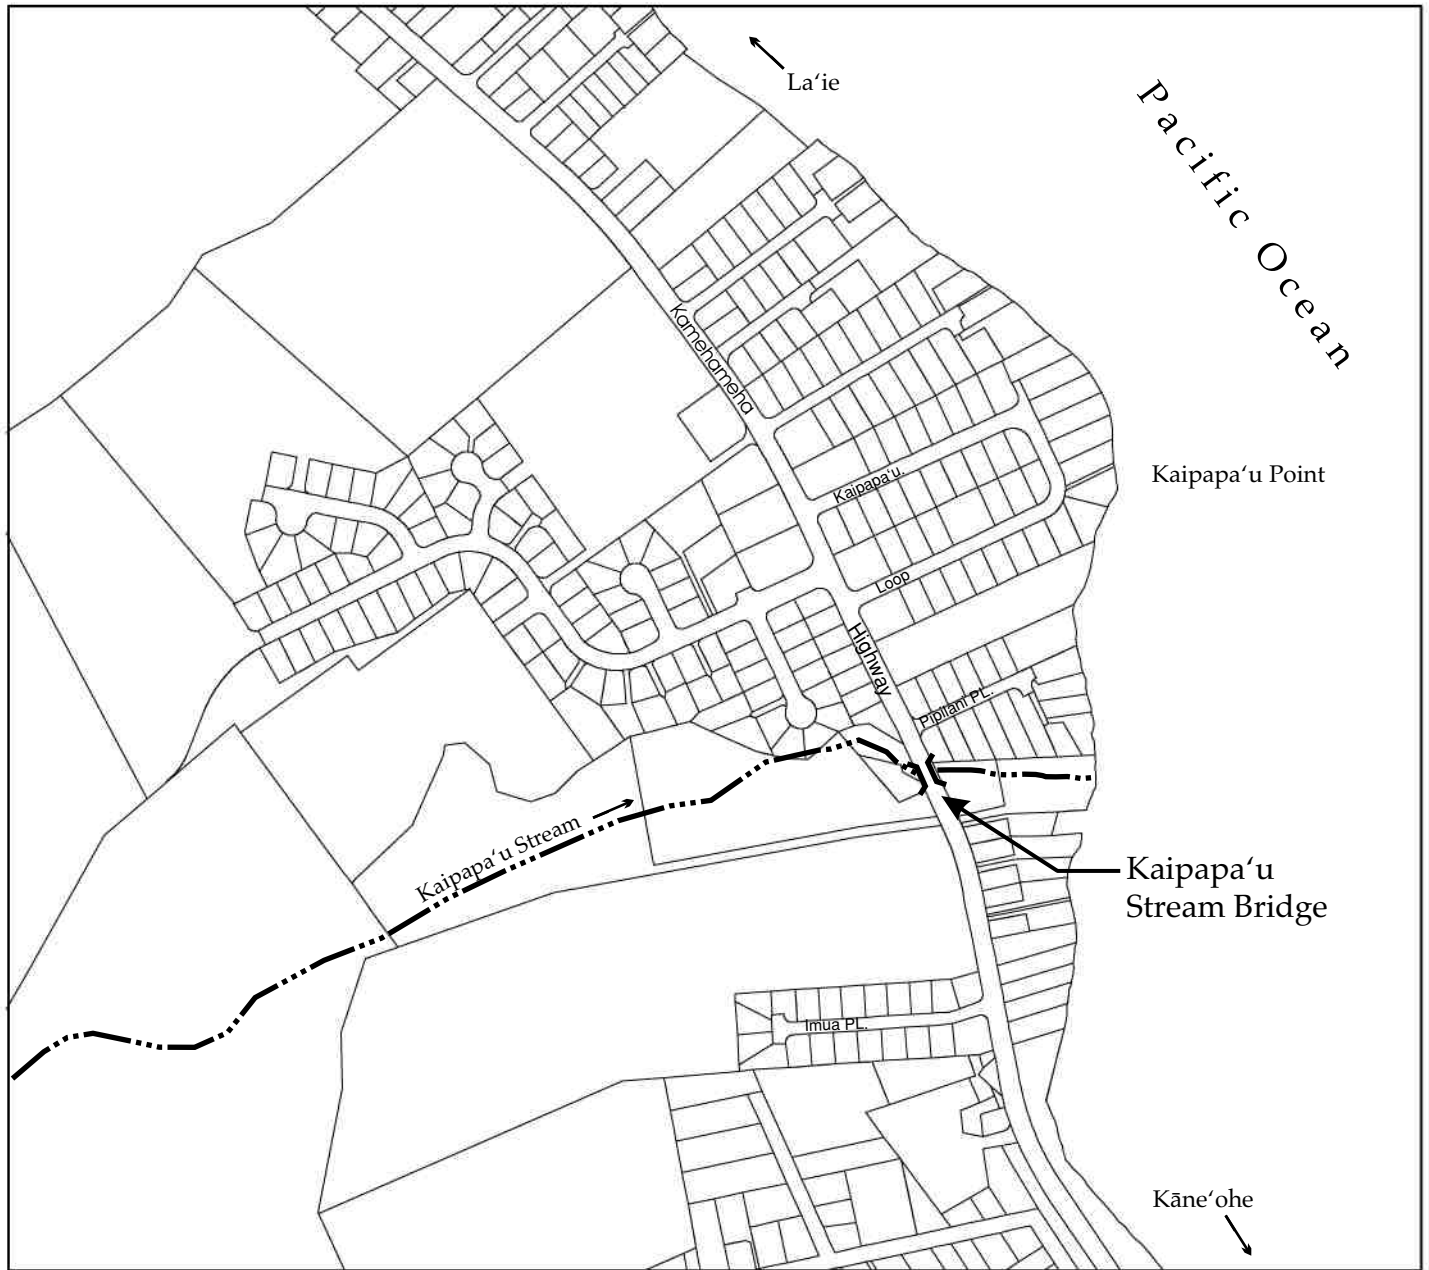 La‘ie
Pacific Ocean
Kamehameha
Kaipapa‘u Point
Kaipapa‘u.
Loop
Highway
Pipilani PL.
Kaipapa‘u Stream
Kaipapa‘u
Stream Bridge
Imua PL.
Kāne‘ohe